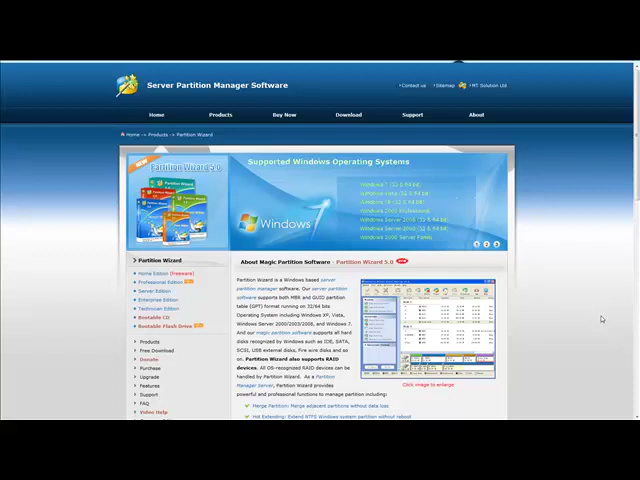 Server Partition Manager Software
Contact us
Sitemap
MT Solution Ltd
Home
Products
Buy Now
Download
Support
About
Home > Products > Partition Wizard
NEW
Partition Wizard 5.0
Supported Windows Operating Systems
Windows 7
Windows 7 (32 & 64 bit)
Windows Vista (32 & 64 bit)
Windows XP (32 & 64 bit)
Windows 2000 Professional
Windows Server 2008 (32 & 64 bit)
Windows Server 2003 (32 & 64 bit)
Windows 2000 Server Family
1 2 3
Partition Wizard
Home Edition (freeware)
Professional Edition
Server Edition
Enterprise Edition
Technician Edition
Bootable CD
Bootable Flash Drive
Products
Free Download
Donate
Purchase
Upgrade
Features
Support
FAQ
Video Help
About Magic Partition Software - Partition Wizard 5.0
Partition Wizard is a Windows based server
partition manager software. Our server partition
software supports both MBR and GUID partition
table (GPT) format running on 32/64 bits
Operating System including Windows XP, Vista,
Windows Server 2000/2003/2008, and Windows 7.
And our magic partition software supports all hard
disks recognized by Windows such as IDE, SATA,
SCSI, USB external disks, Fire wire disks and so
on. Partition Wizard also supports RAID
devices. All OS-recognized RAID devices can be
handled by Partition Wizard. As a Partition
Manager Server, Partition Wizard provides
powerful and professional functions to manage partition including:
Click image to enlarge
Merge Partition: Merge adjacent partitions without data loss
Hot Extending: Extend NTFS Windows system partition without reboot